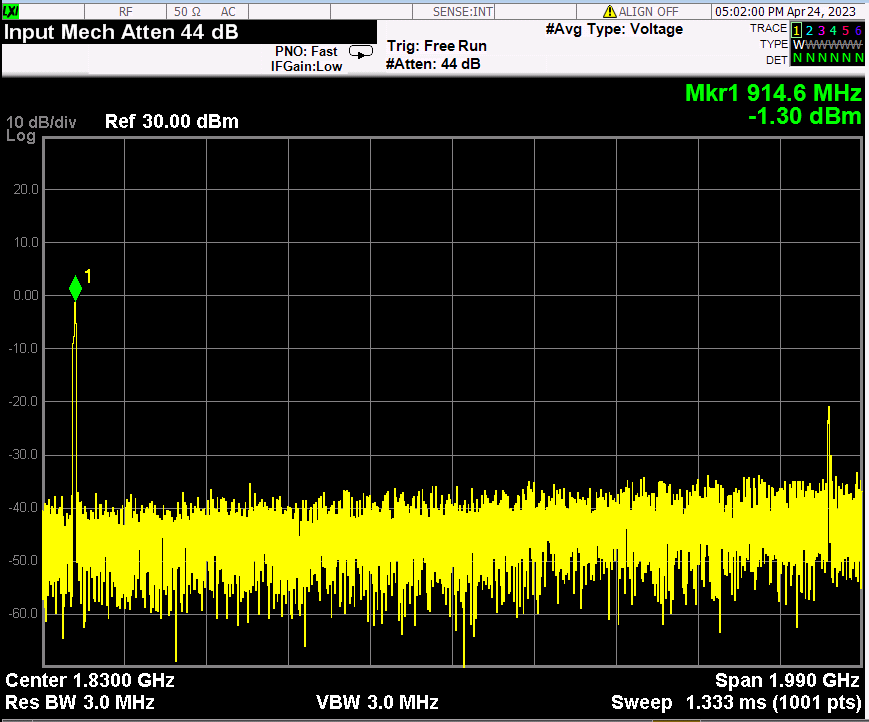 LXI RF 50 Ω AC SENSE:INT ALIGN OFF 05:02:00 PM Apr 24, 2023
Input Mech Atten 44 dB
PNO: Fast
IFGain:Low
Trig: Free Run
#Atten: 44 dB
#Avg Type: Voltage
TRACE 1 2 3 4 5 6
TYPE WWWWWW
DET N N N N N N
Mkr1 914.6 MHz
-1.30 dBm
10 dB/div
Log
Ref 30.00 dBm
20.0
10.0
0.00
-10.0
-20.0
-30.0
-40.0
-50.0
-60.0
1
Center 1.8300 GHz Span 1.990 GHz
Res BW 3.0 MHz VBW 3.0 MHz Sweep 1.333 ms (1001 pts)